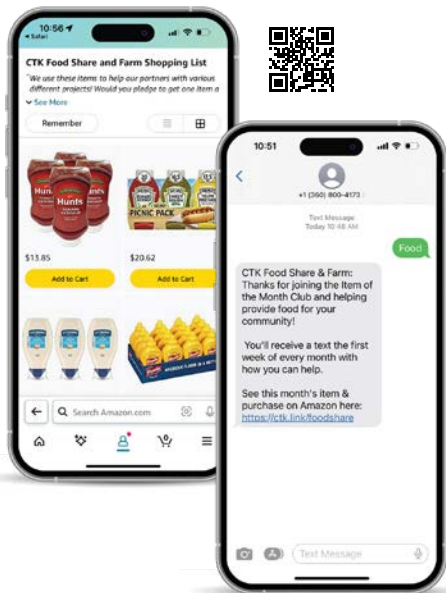 10:56
Safari
CTK Food Share and Farm Shopping List
"We use these items to help our partners with various
different projects! Would you pledge to get one item a
See More
Remember
Hunt's
Hunt's
Hunt's
HEINZ
HEINZ
HEINZ
PICNIC PACK
$13.85
$20.62
Add to Cart
Add to Cart
Search Amazon.com
10:51
+1 (360) 800-4173
Text Message
Today 10:48 AM
Food
CTK Food Share & Farm:
Thanks for joining the Item of
the Month Club and helping
provide food for your
community!
You'll receive a text the first
week of every month with
how you can help.
See this month's item &
purchase on Amazon here:
https://ctk.link/foodshare
Text Message